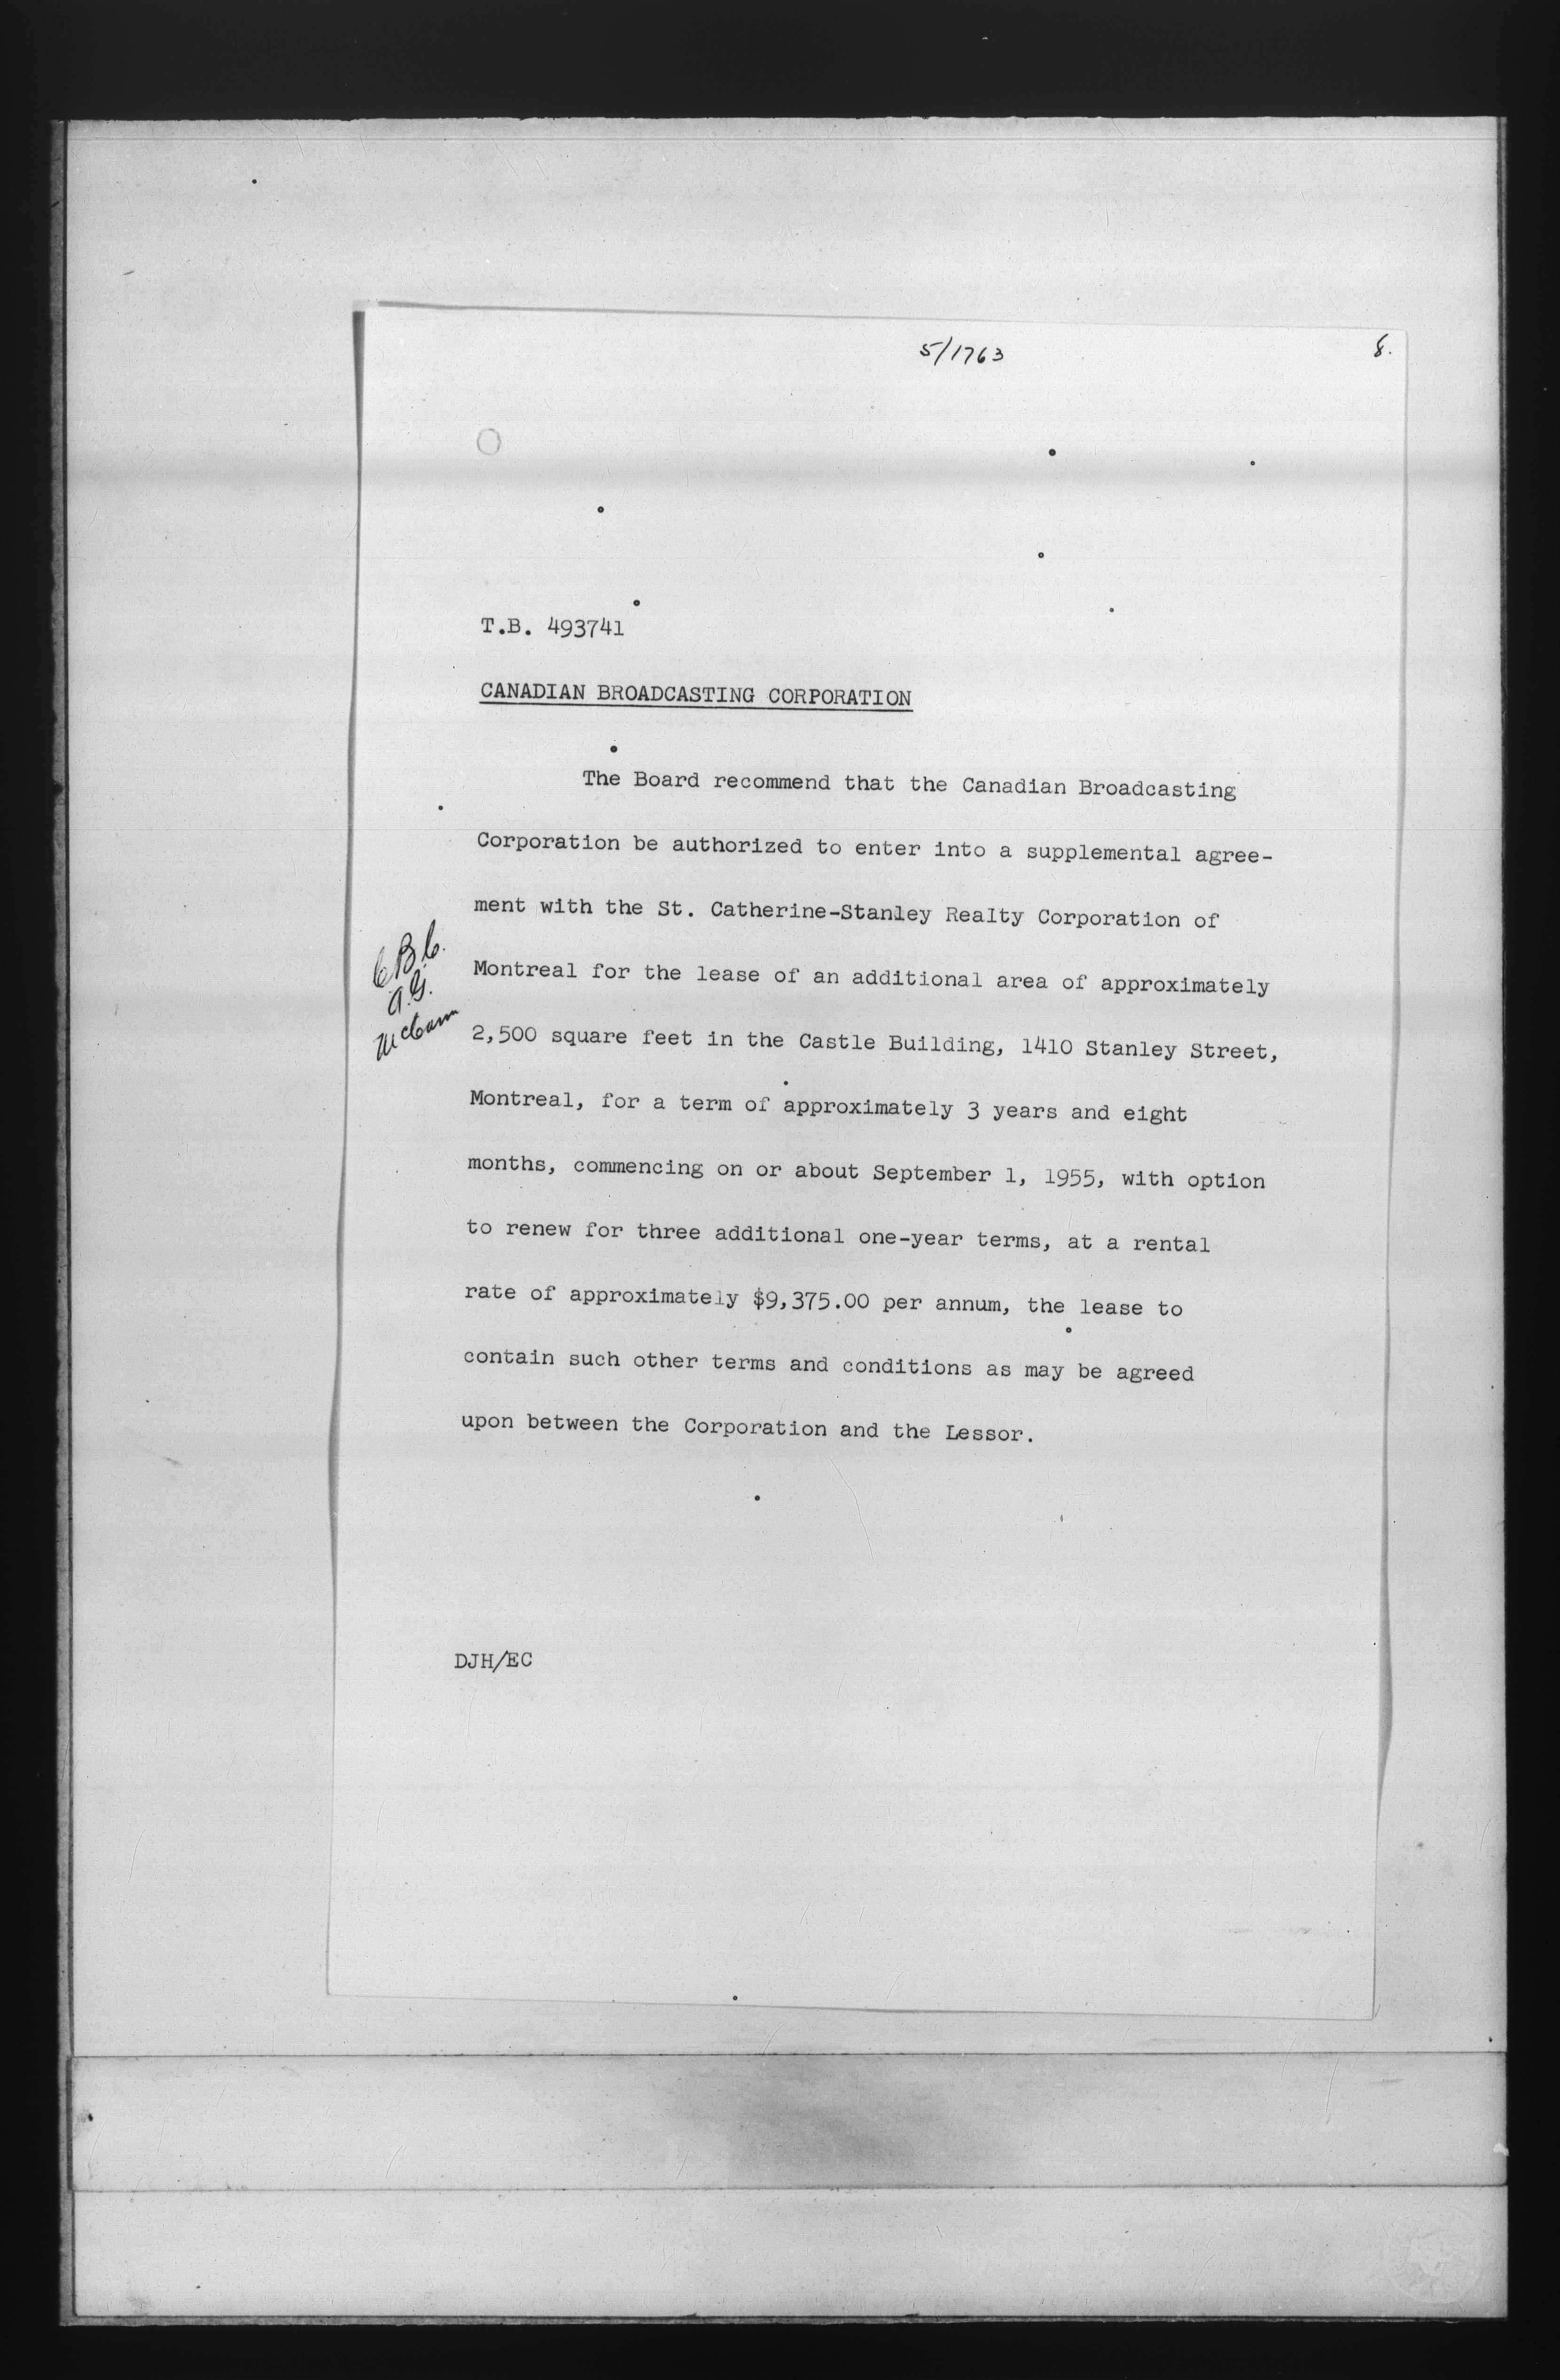 5/1763
8.
T.B. 493741
CANADIAN BROADCASTING CORPORATION
The Board recommend that the Canadian Broadcasting
Corporation be authorized to enter into a supplemental agree-
ment with the St. Catherine-Stanley Realty Corporation of
Montreal for the lease of an additional area of approximately
2,500 square feet in the Castle Building, 1410 Stanley Street,
Montreal, for a term of approximately 3 years and eight
months, commencing on or about September 1, 1955, with option
to renew for three additional one-year terms, at a rental
rate of approximately $9,375.00 per annum, the lease to
contain such other terms and conditions as may be agreed
upon between the Corporation and the Lessor.
C.B.C.
A.G.
McCann
DJH/EC